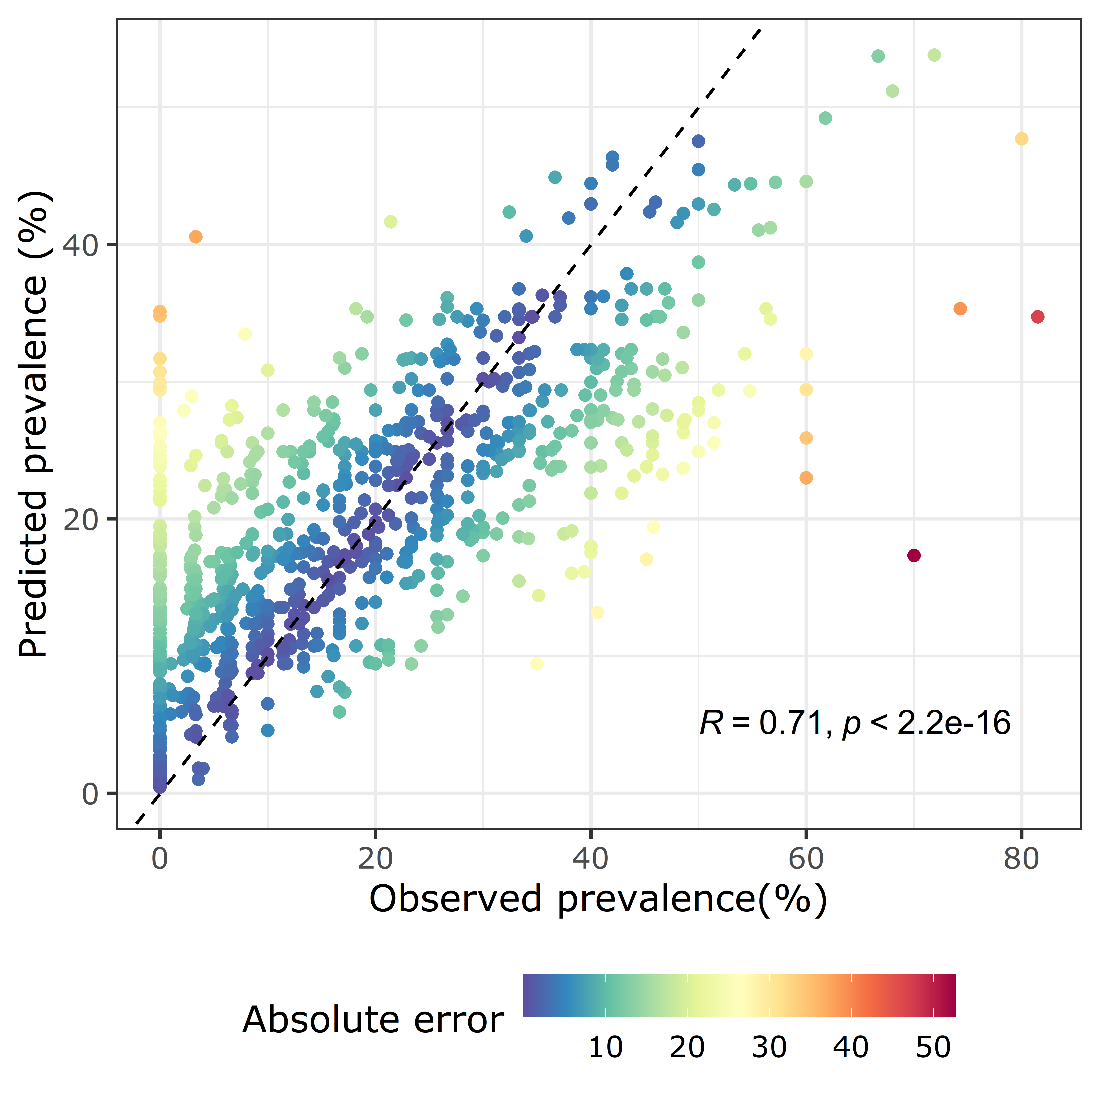 Predicted prevalence (%)
40
20
0
R = 0.71, p < 2.2e-16
0 20 40 60 80
Observed prevalence(%)
Absolute error
10 20 30 40 50